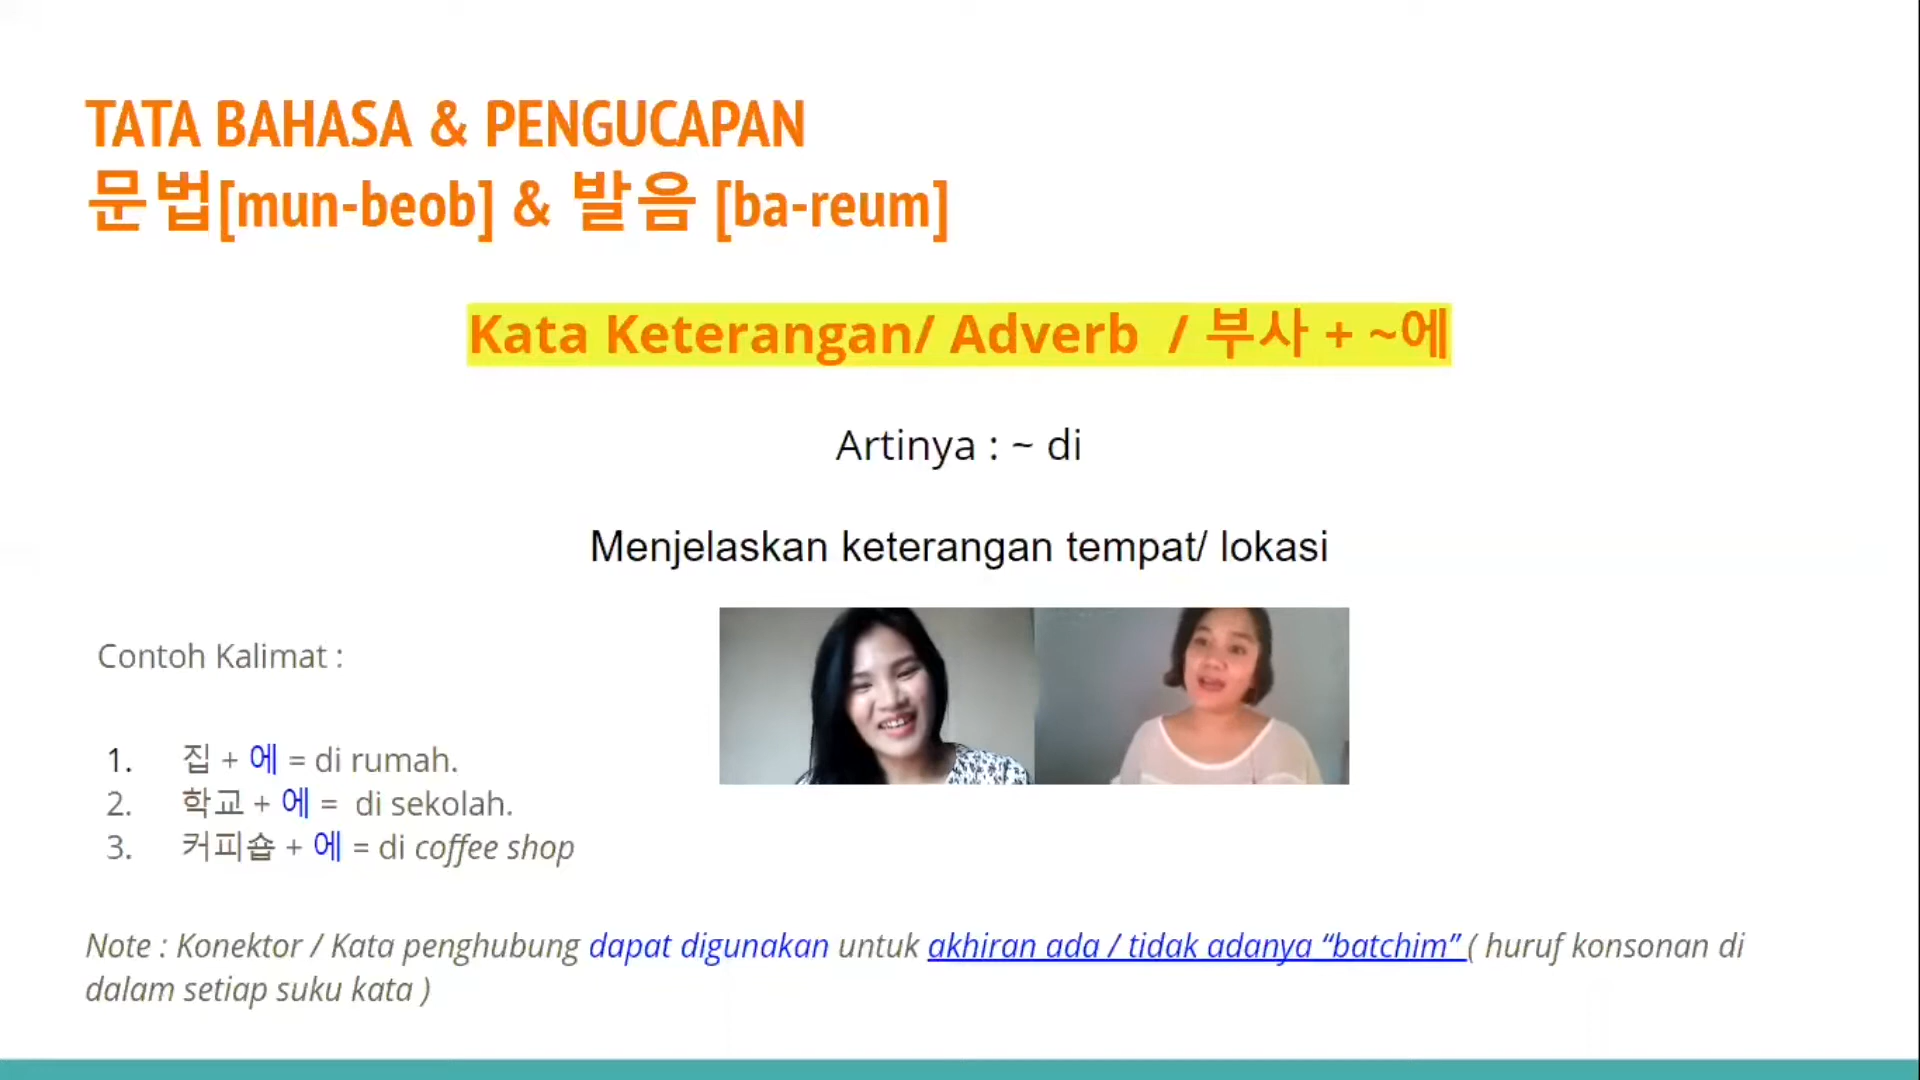 TATA BAHASA & PENGUCAPAN
문법[mun-beob] & 발음 [ba-reum]
Kata Keterangan/ Adverb / 부사 + ~에
Artinya : ~ di
Menjelaskan keterangan tempat/ lokasi
Contoh Kalimat :
1. 집 + 에 = di rumah.
2. 학교 + 에 = di sekolah.
3. 커피숍 + 에 = di coffee shop
Note : Konektor / Kata penghubung dapat digunakan untuk akhiran ada / tidak adanya “batchim” ( huruf konsonan di
dalam setiap suku kata )